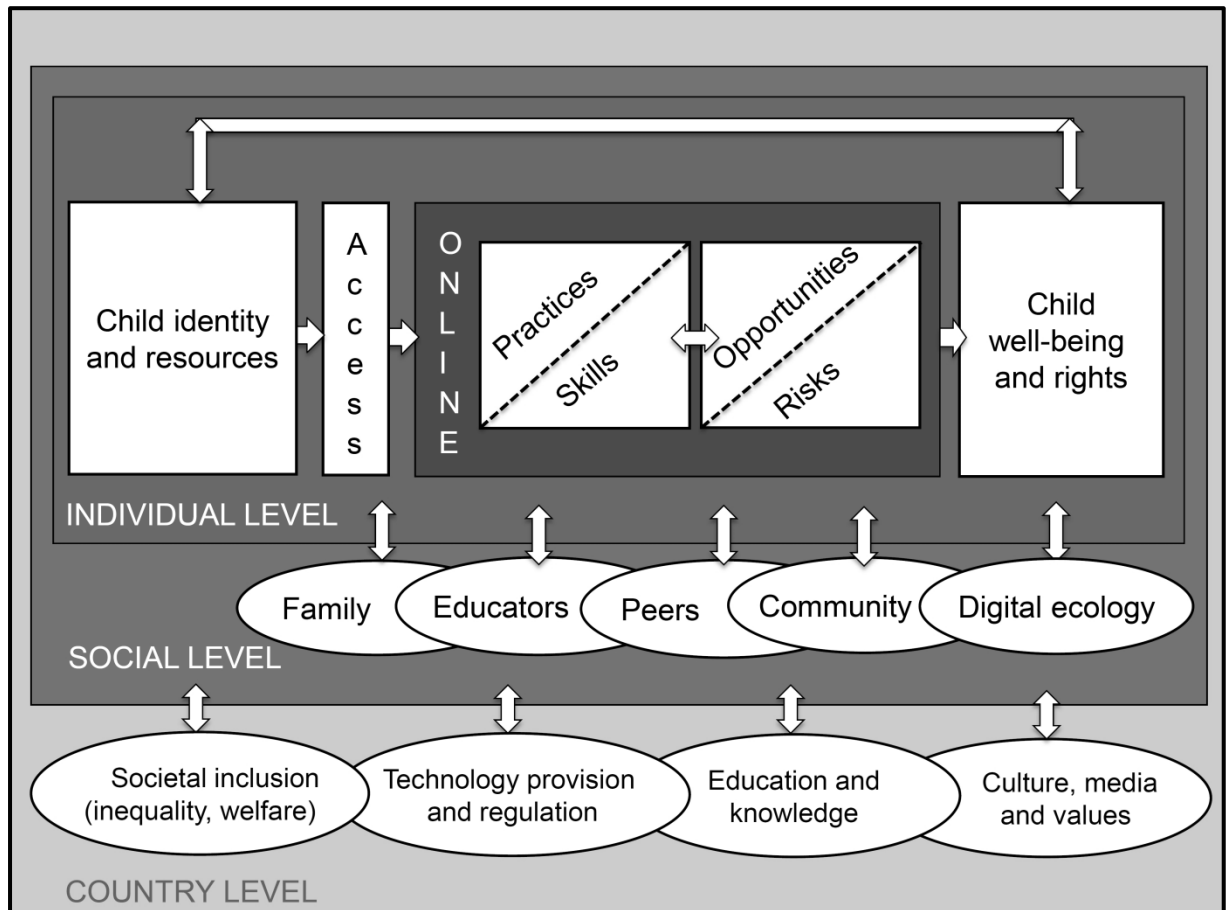 Child identity
and resources
Access
ONLINE
Practices
Skills
Opportunities
Risks
Child
well-being
and rights
INDIVIDUAL LEVEL
Family
Educators
Peers
Community
Digital ecology
SOCIAL LEVEL
Societal inclusion
(inequality, welfare)
Technology provision
and regulation
Education and
knowledge
Culture, media
and values
COUNTRY LEVEL